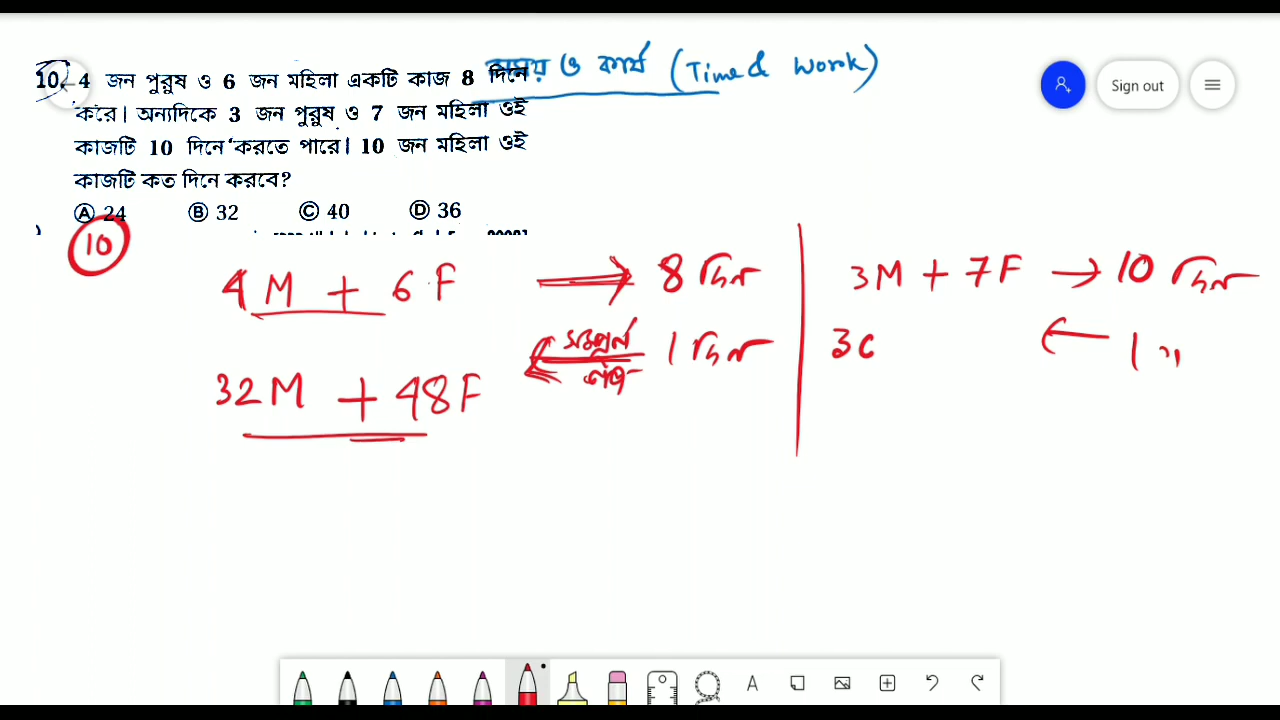 সময় ও কার্য (Time & Work)
10. 4 জন পুরুষ ও 6 জন মহিলা একটি কাজ 8 দিনে
করে। অন্যদিকে 3 জন পুরুষ ও 7 জন মহিলা ওই
কাজটি 10 দিনে করতে পারে। 10 জন মহিলা ওই
কাজটি কত দিনে করবে?
Ⓐ 24 Ⓑ 32 Ⓒ 40 Ⓓ 36
Sign out
10
4M + 6F ⟹ 8 দিন
সম্পূর্ণ 1 দিন
32M + 48F
3M + 7F → 10 দিন
30 ← 1 "
A